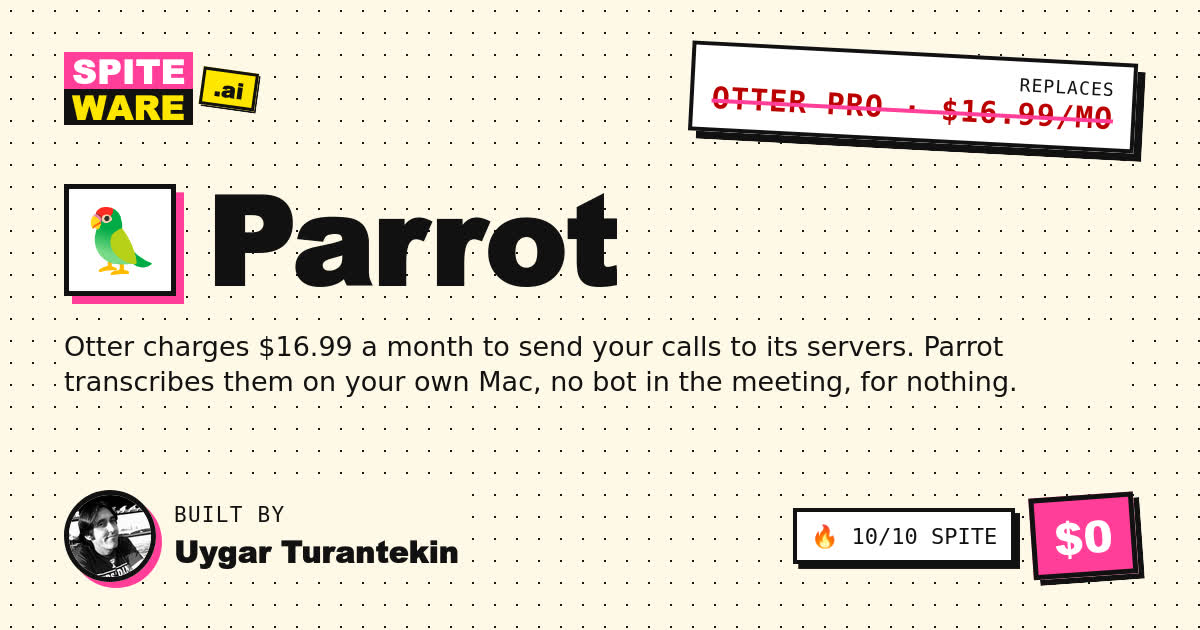 SPITE
WARE
.ai
REPLACES
OTTER PRO · $16.99/MO
Parrot
Otter charges $16.99 a month to send your calls to its servers. Parrot
transcribes them on your own Mac, no bot in the meeting, for nothing.
BUILT BY
Uygar Turantekin
10/10 SPITE
$0